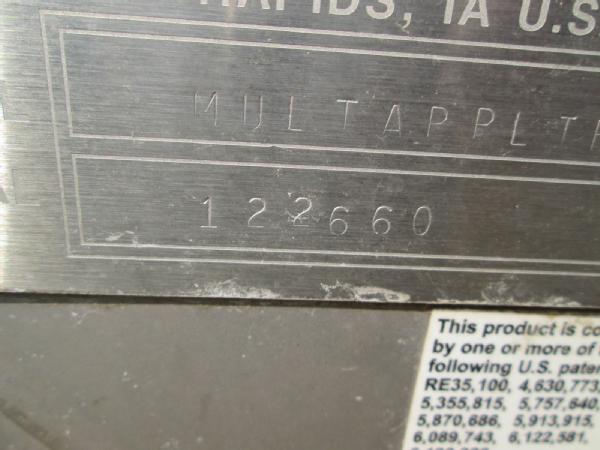 RAPIDS, IA U.S.
MULTAPPLTR
122660
This product is co
by one or more of
following U.S. paten
RE35,100, 4,630,773,
5,355,815, 5,757,640,
5,870,686, 5,913,915,
6,089,743, 6,122,581,